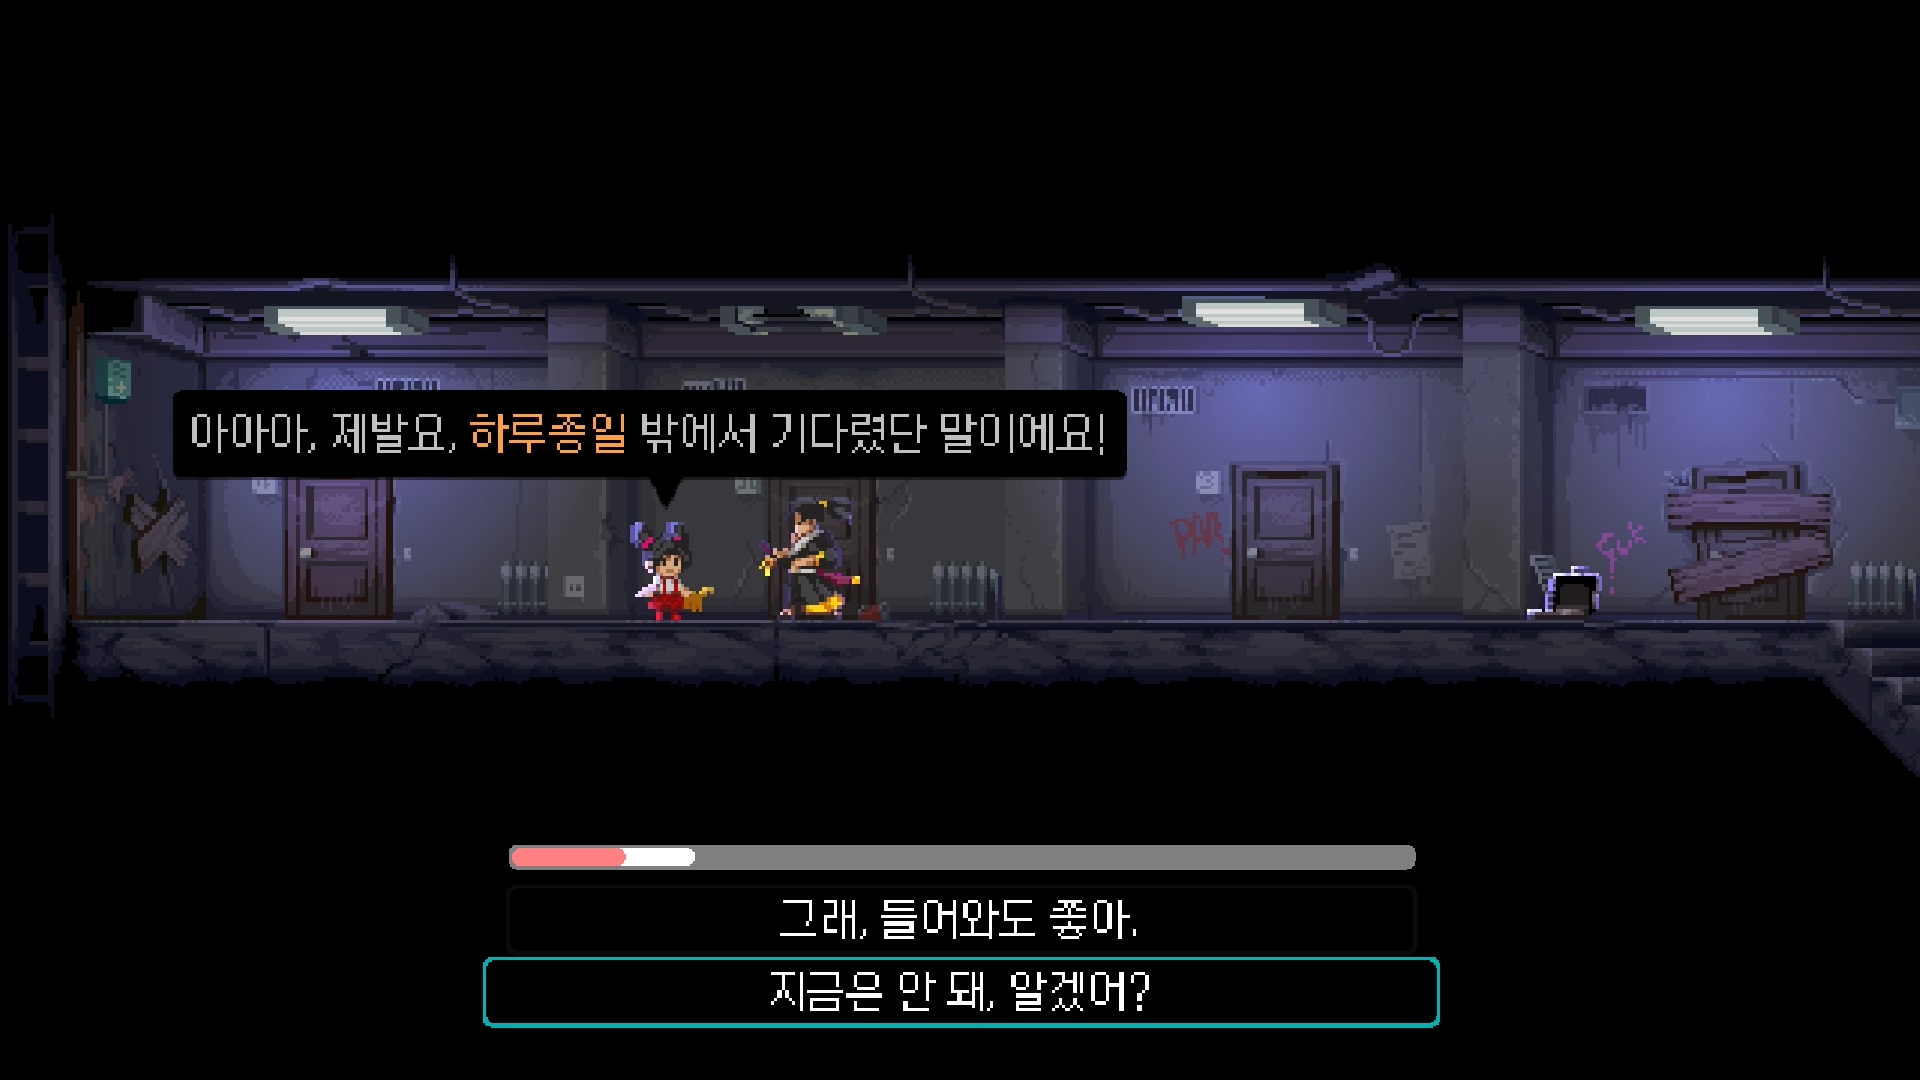 아아아, 제발요, 하루종일 밖에서 기다렸단 말이에요!
그래, 들어와도 좋아.
지금은 안 돼, 알겠어?